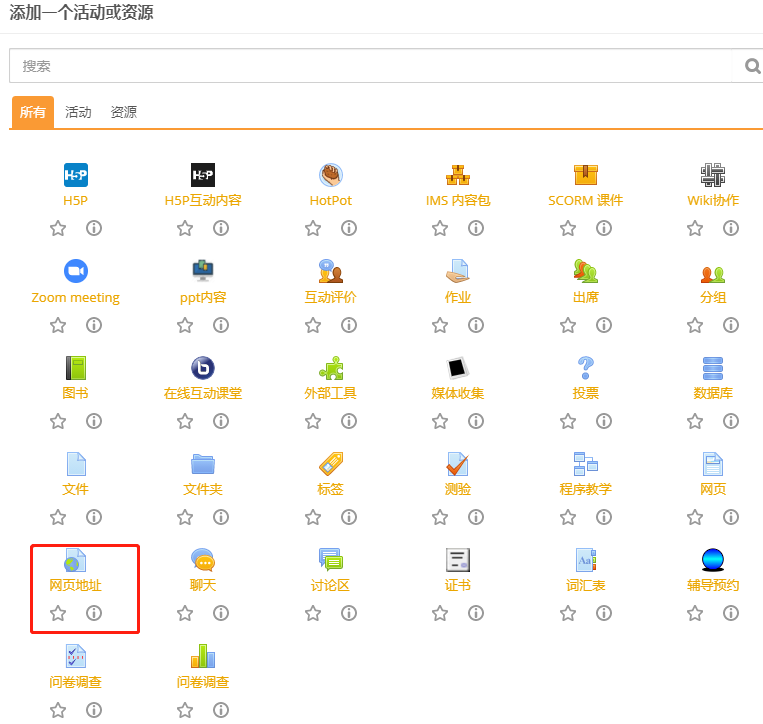 添加一个活动或资源
搜索
所有 活动 资源
H5P H5P H5P
H5P H5P互动内容 HotPot IMS 内容包 SCORM 课件 Wiki协作
Zoom meeting ppt内容 互动评价 作业 出席 分组
b ?
图书 在线互动课堂 外部工具 媒体收集 投票 数据库
文件 文件夹 标签 测验 程序教学 网页
Aa
网页地址 聊天 讨论区 证书 词汇表 辅导预约
问卷调查 问卷调查